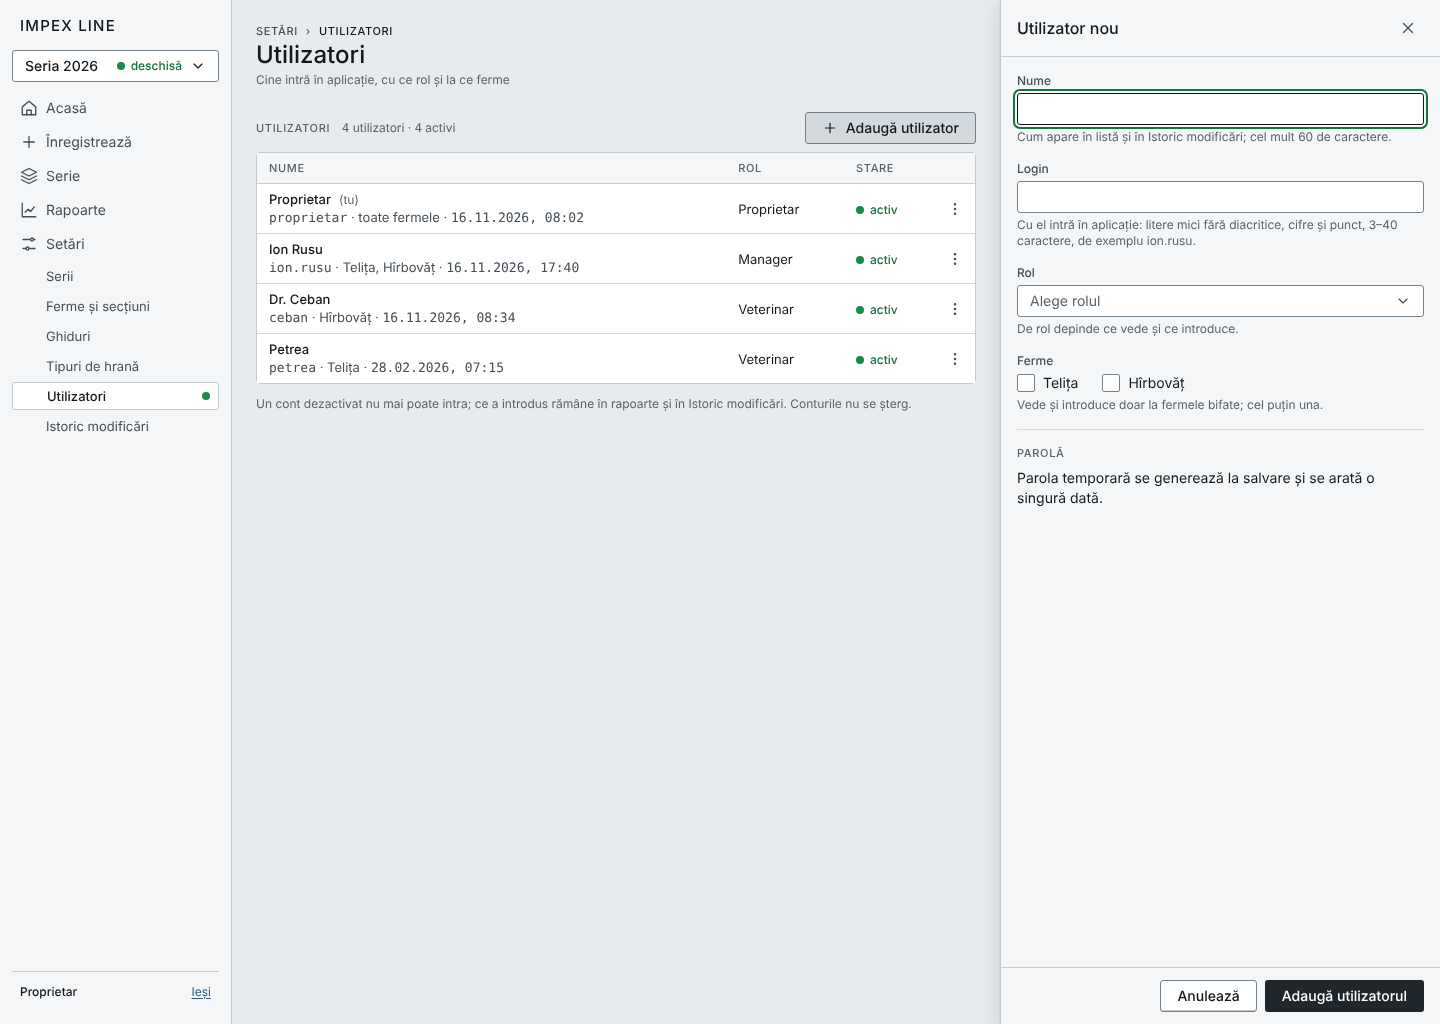 IMPEX LINE
Seria 2026 deschisă
Acasă
Înregistrează
Serie
Rapoarte
Setări
Serii
Ferme și secțiuni
Ghiduri
Tipuri de hrană
Utilizatori
Istoric modificări
Proprietar Ieși
SETĂRI › UTILIZATORI
Utilizatori
Cine intră în aplicație, cu ce rol și la ce ferme
UTILIZATORI 4 utilizatori · 4 activi
Adaugă utilizator
NUME ROL STARE
Proprietar (tu)
proprietar · toate fermele · 16.11.2026, 08:02
Proprietar activ
Ion Rusu
ion.rusu · Telița, Hîrbovăț · 16.11.2026, 17:40
Manager activ
Dr. Ceban
ceban · Hîrbovăț · 16.11.2026, 08:34
Veterinar activ
Petrea
petrea · Telița · 28.02.2026, 07:15
Veterinar activ
Un cont dezactivat nu mai poate intra; ce a introdus rămâne în rapoarte și în Istoric modificări. Conturile nu se șterg.
Utilizator nou
Nume
Cum apare în listă și în Istoric modificări; cel mult 60 de caractere.
Login
Cu el intră în aplicație: litere mici fără diacritice, cifre și punct, 3–40
caractere, de exemplu ion.rusu.
Rol
Alege rolul
De rol depinde ce vede și ce introduce.
Ferme
Telița Hîrbovăț
Vede și introduce doar la fermele bifate; cel puțin una.
PAROLĂ
Parola temporară se generează la salvare și se arată o
singură dată.
Anulează Adaugă utilizatorul